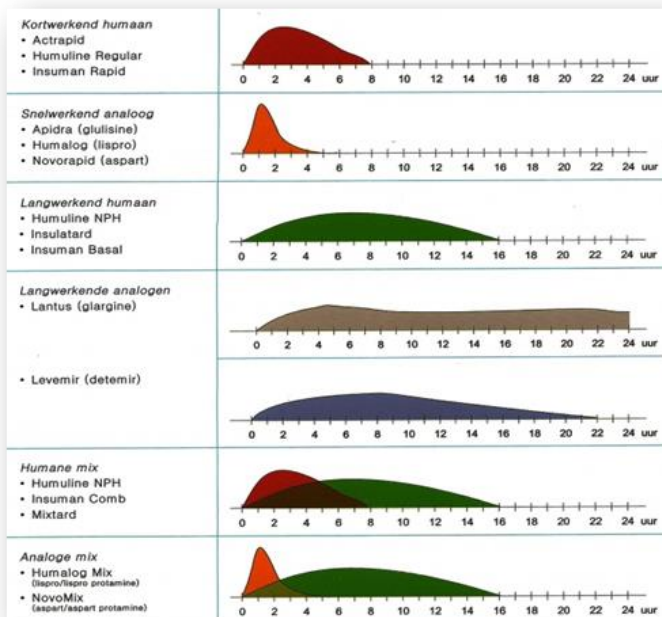 Kortwerkend humaan
• Actrapid
• Humuline Regular
• Insuman Rapid
0 2 4 6 8 10 12 14 16 18 20 22 24 uur
Snelwerkend analoog
• Apidra (glulisine)
• Humalog (lispro)
• Novorapid (aspart)
0 2 4 6 8 10 12 14 16 18 20 22 24 uur
Langwerkend humaan
• Humuline NPH
• Insulatard
• Insuman Basal
0 2 4 6 8 10 12 14 16 18 20 22 24 uur
Langwerkende analogen
• Lantus (glargine)
0 2 4 6 8 10 12 14 16 18 20 22 24 uur
• Levemir (detemir)
0 2 4 6 8 10 12 14 16 18 20 22 24 uur
Humane mix
• Humuline NPH
• Insuman Comb
• Mixtard
0 2 4 6 8 10 12 14 16 18 20 22 24 uur
Analoge mix
• Humalog Mix
(lispro/lispro protamine)
• NovoMix
(aspart/aspart protamine)
0 2 4 6 8 10 12 14 16 18 20 22 24 uur